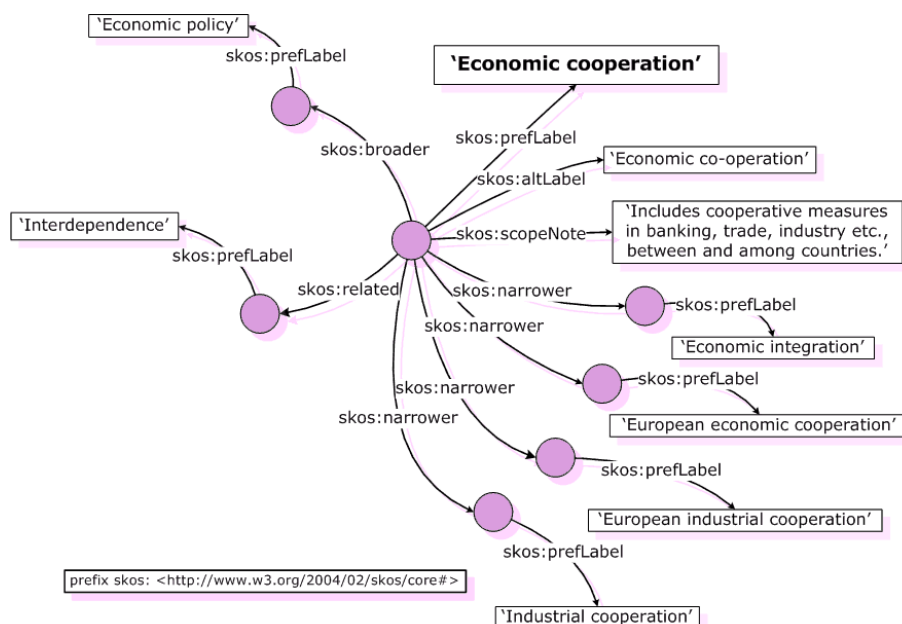 ‘Economic policy’
skos:prefLabel
‘Economic cooperation’
skos:prefLabel
skos:broader
‘Economic co-operation’
skos:altLabel
‘Interdependence’
‘Includes cooperative measures
in banking, trade, industry etc.,
between and among countries.’
skos:scopeNote
skos:prefLabel
skos:related
skos:narrower
skos:prefLabel
skos:narrower
‘Economic integration’
skos:prefLabel
skos:narrower
skos:narrower
‘European economic cooperation’
skos:prefLabel
‘European industrial cooperation’
skos:prefLabel
prefix skos: <http://www.w3.org/2004/02/skos/core#>
‘Industrial cooperation’